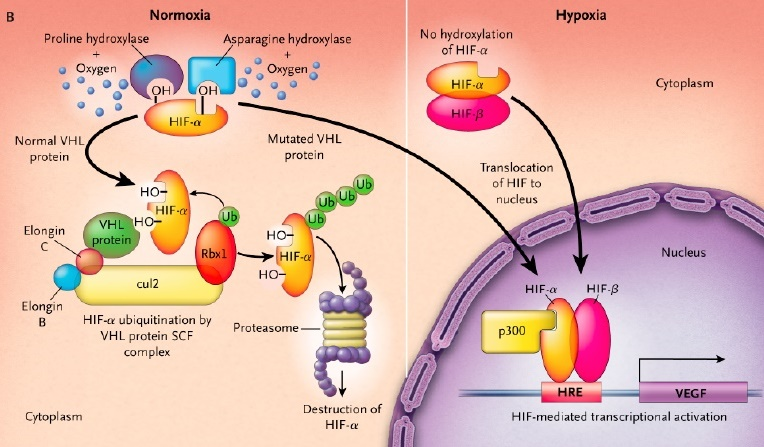 B
Normoxia
Proline hydroxylase
+
Oxygen
Asparagine hydroxylase
+
Oxygen
OH
OH
HIF-α
Normal VHL
protein
Mutated VHL
protein
HO
HO
HIF-α
VHL
protein
Elongin
C
Elongin
B
cul2
Rbx1
Ub
HIF-α ubiquitination by
VHL protein SCF
complex
Ub
Ub
Ub
Ub
HO
HO
HIF-α
Proteasome
Destruction of
HIF-α
Cytoplasm
Hypoxia
No hydroxylation
of HIF-α
HIF-α
HIF-β
Cytoplasm
Translocation
of HIF to
nucleus
Nucleus
HIF-α
HIF-β
p300
HRE
VEGF
HIF-mediated transcriptional activation